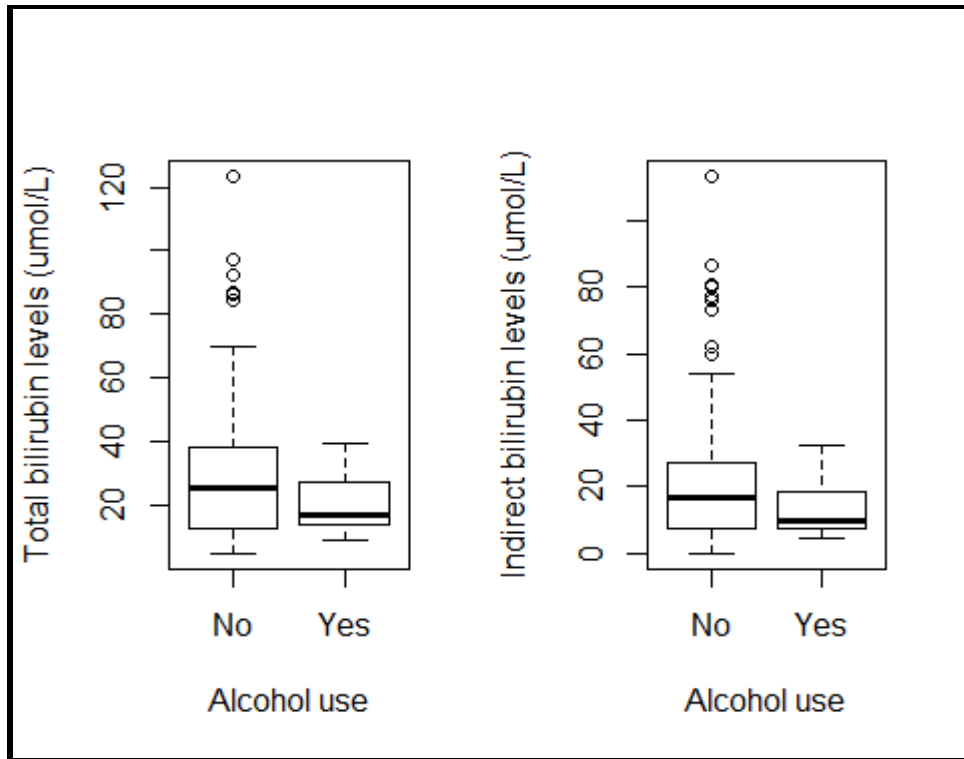 Total bilirubin levels (umol/L)
120
80
60
40
20
No Yes
Alcohol use
Indirect bilirubin levels (umol/L)
80
60
40
20
0
No Yes
Alcohol use